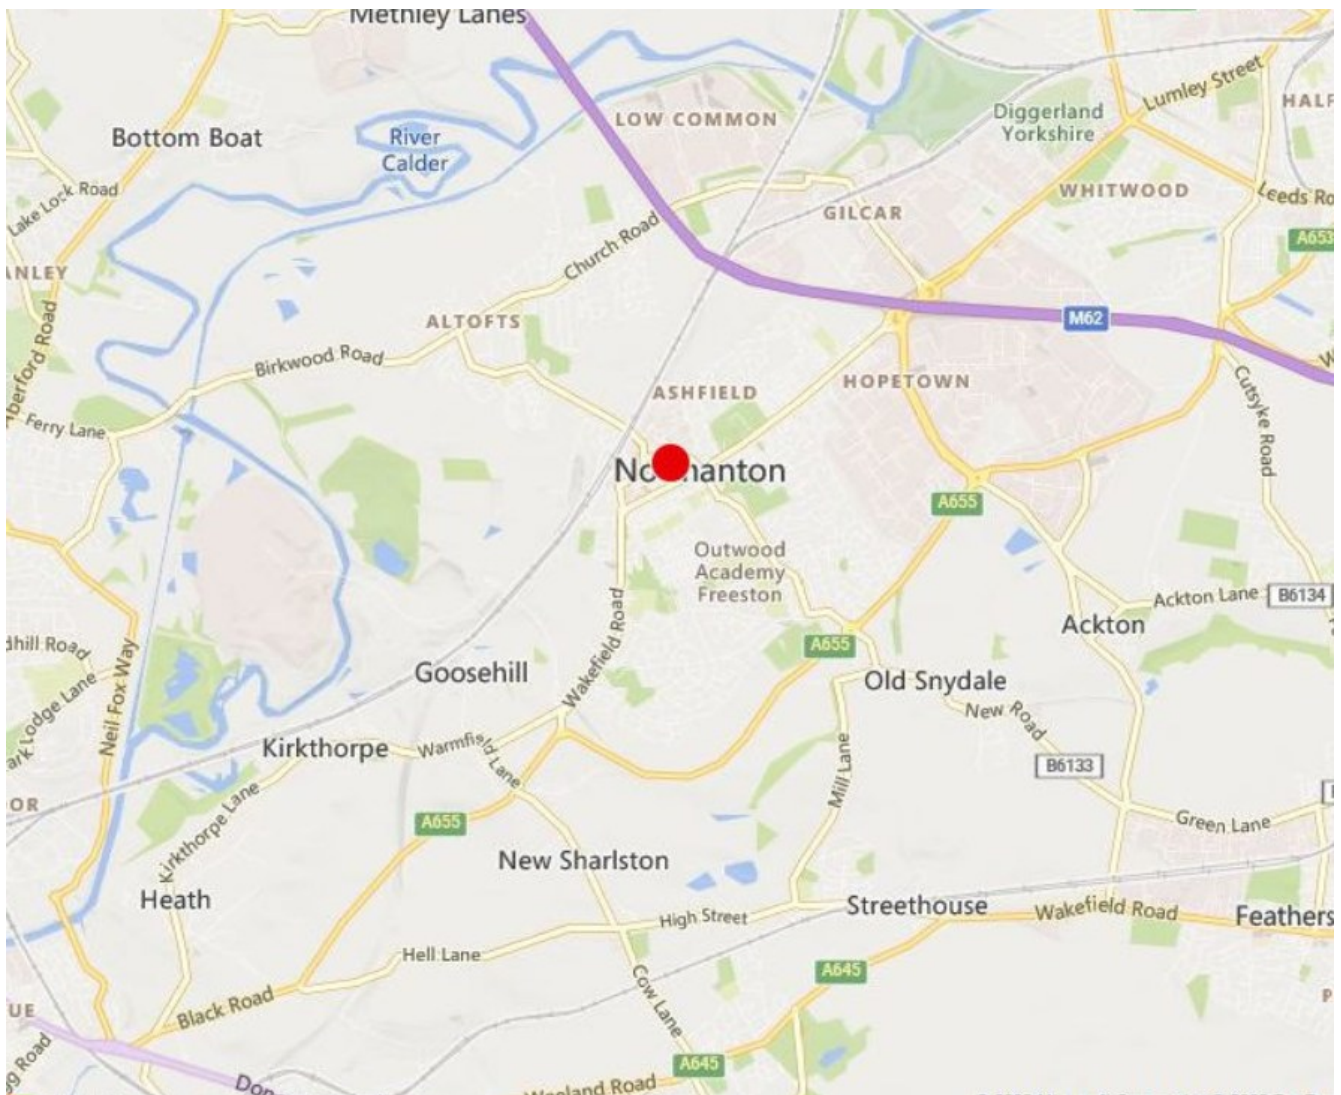 Methley Lanes
Lumley Street
LOW COMMON
Diggerland
Yorkshire
Bottom Boat
River
Calder
Lake Lock Road
WHITWOOD
Leeds
GILCAR
Church Road
M62
ALTOFTS
Birkwood Road
ASHFIELD
HOPETOWN
Cutsyke Road
Ferry Lane
A655
Outwood
Academy
Freeston
Ackton Lane
B6134
Ackton
Wakefield Road
A655
Neil Fox Way
Goosehill
Old Snydale
New Road
Kirkthorpe
Warmfield Lane
B6133
Mill Lane
Kirkthorpe Lane
A655
Green Lane
New Sharlston
Heath
High Street
Streethouse
Wakefield Road
Hell Lane
A645
Cow Lane
Black Road
A645
Road